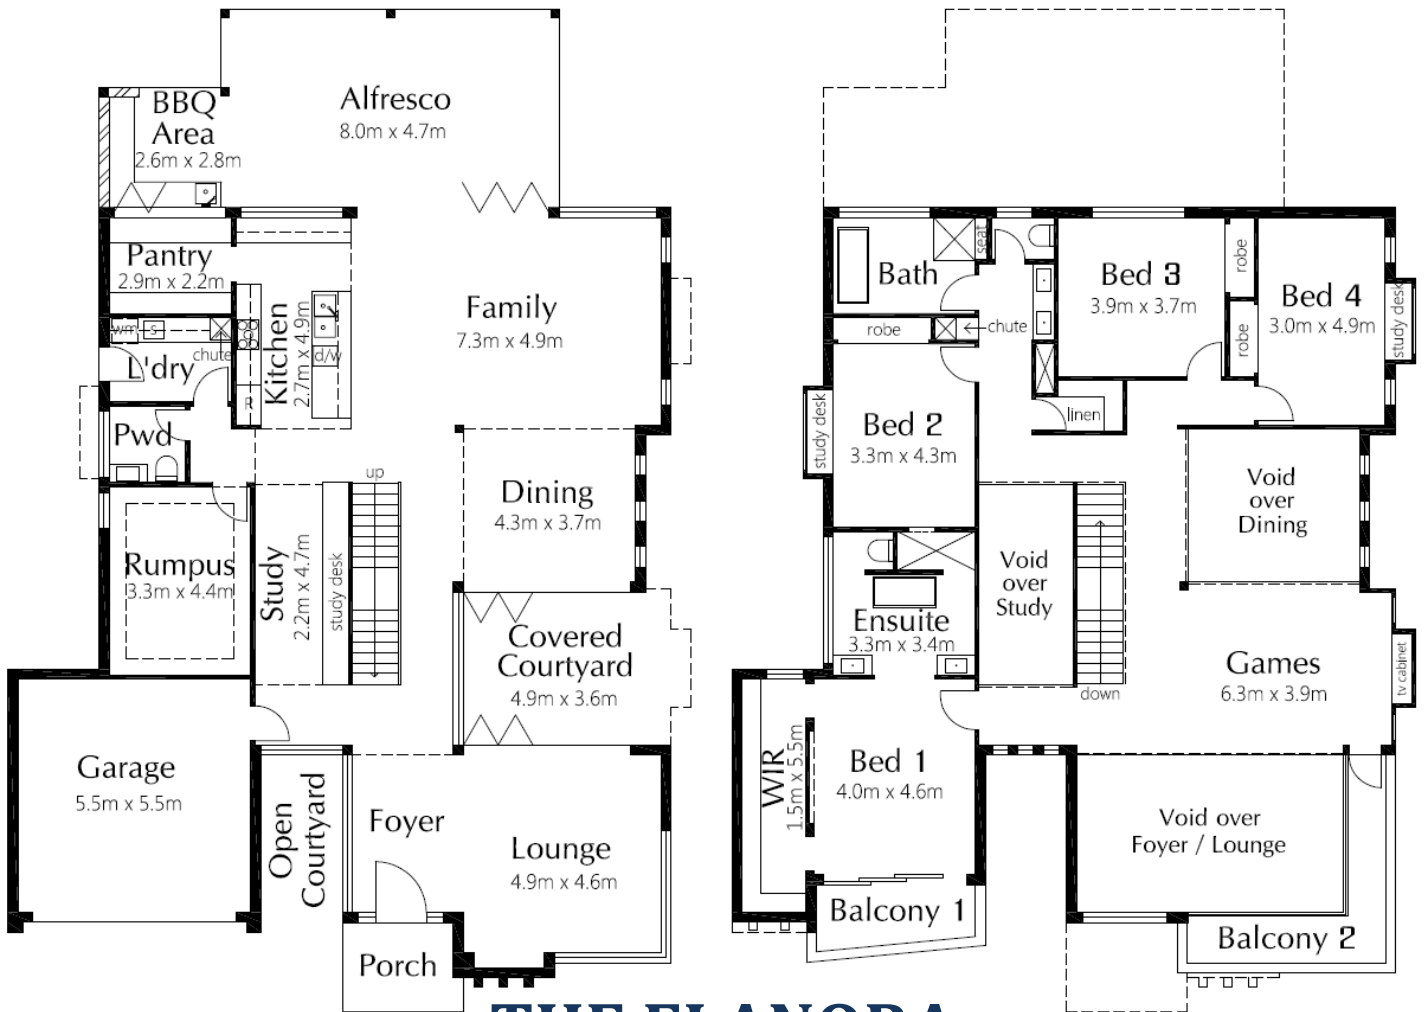 BBQ
Area
2.6m x 2.8m
Alfresco
8.0m x 4.7m
Pantry
2.9m x 2.2m
Kitchen
2.7m x 4.9m
Family
7.3m x 4.9m
wm
s
chute
d/w
L'dry
R
Pwd
up
Dining
4.3m x 3.7m
Rumpus
3.3m x 4.4m
Study
2.2m x 4.7m
study desk
Covered
Courtyard
4.9m x 3.6m
Garage
5.5m x 5.5m
Open
Courtyard
Foyer
Lounge
4.9m x 4.6m
Porch
Bath
seat
Bed 3
3.9m x 3.7m
robe
robe
Bed 4
3.0m x 4.9m
study desk
robe
chute
linen
Bed 2
3.3m x 4.3m
study desk
Void
over
Dining
Void
over
Study
Ensuite
3.3m x 3.4m
Games
6.3m x 3.9m
tv cabinet
down
WIR
1.5m x 5.5m
Bed 1
4.0m x 4.6m
Void over
Foyer / Lounge
Balcony 1
Balcony 2
THE ELANORA